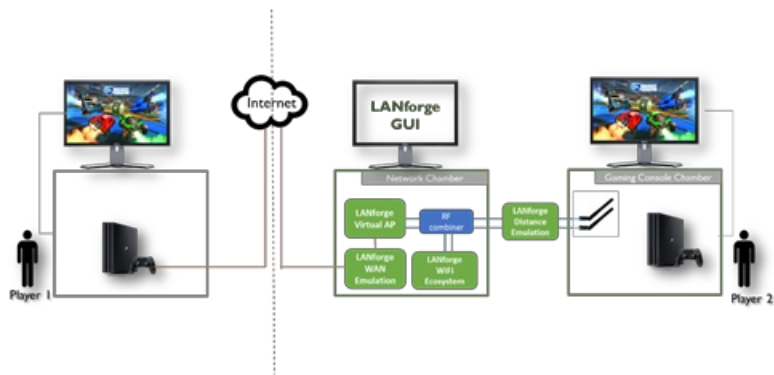 Internet
LANforge
GUI
Network Chamber
Gaming Console Chamber
LANforge
Virtual AP
RF
combiner
LANforge
Distance
Emulation
LANforge
WAN
Emulation
LANforge
WiFi
Ecosystem
Player 1
Player 2